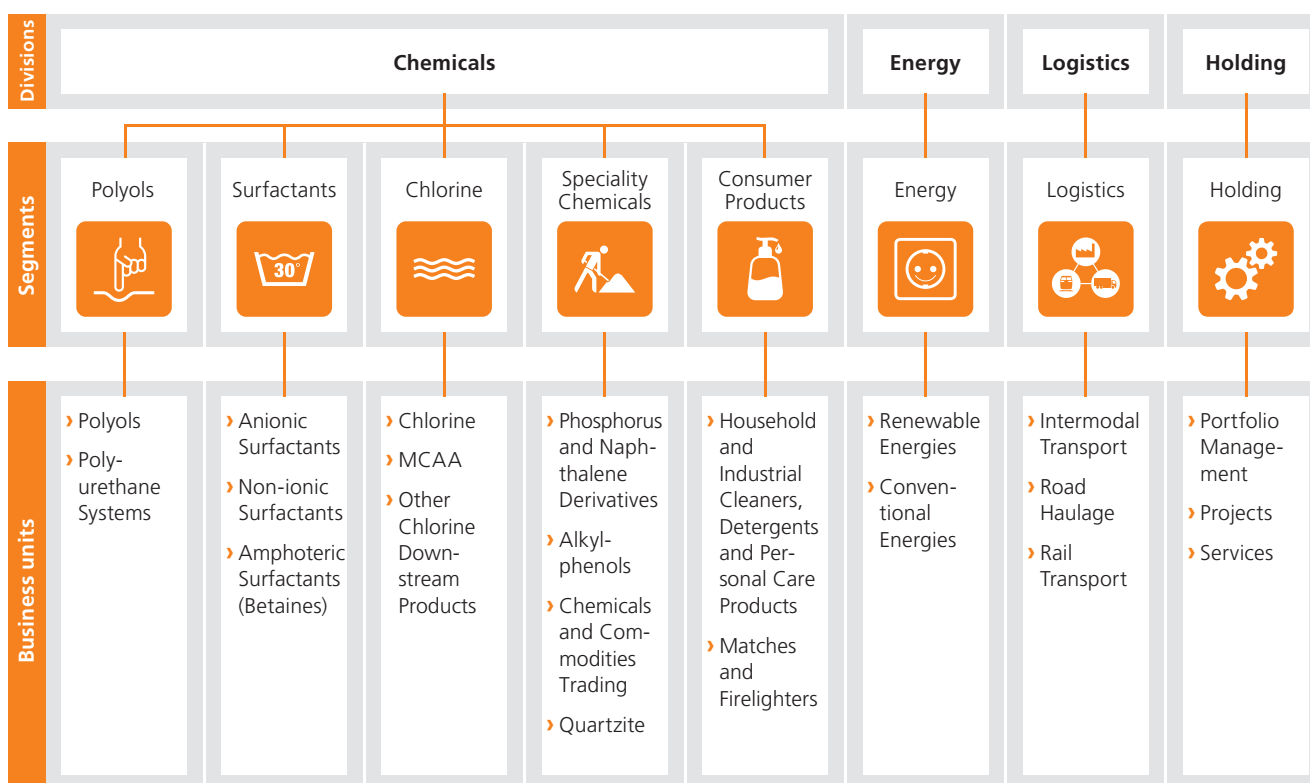 Divisions
Chemicals
Energy
Logistics
Holding
Segments
Polyols
Surfactants
Chlorine
Speciality
Chemicals
Consumer
Products
Energy
Logistics
Holding
30°
Business units
› Polyols
› Poly-
urethane
Systems
› Anionic
Surfactants
› Non-ionic
Surfactants
› Amphoteric
Surfactants
(Betaines)
› Chlorine
› MCAA
› Other
Chlorine
Down-
stream
Products
› Phosphorus
and Naph-
thalene
Derivatives
› Alkyl-
phenols
› Chemicals
and Com-
modities
Trading
› Quartzite
› Household
and
Industrial
Cleaners,
Detergents
and Per-
sonal Care
Products
› Matches
and
Firelighters
› Renewable
Energies
› Conven-
tional
Energies
› Intermodal
Transport
› Road
Haulage
› Rail
Transport
› Portfolio
Manage-
ment
› Projects
› Services